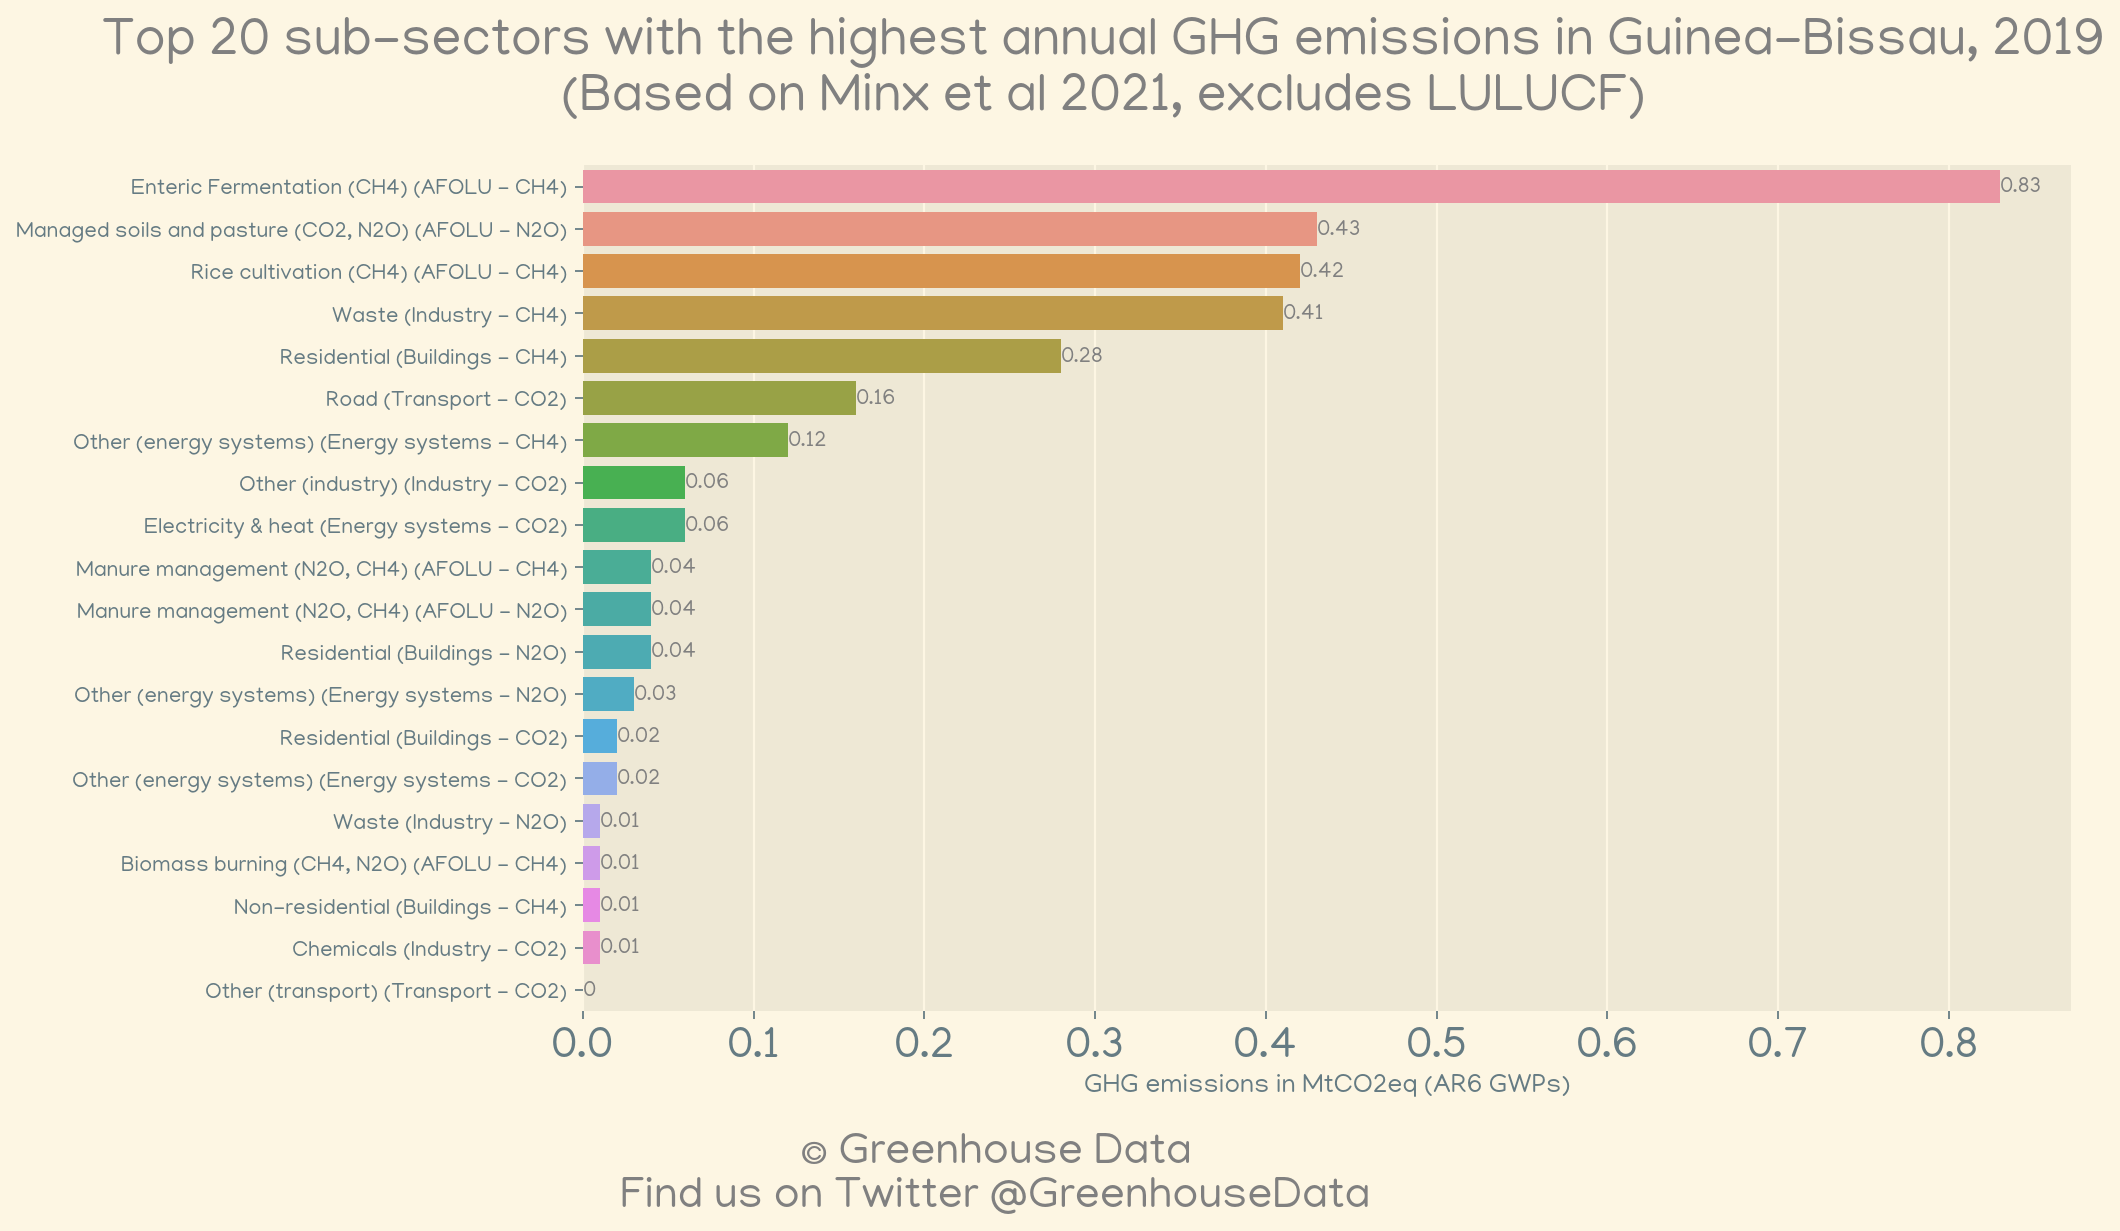 Top 20 sub-sectors with the highest annual GHG emissions in Guinea-Bissau, 2019
(Based on Minx et al 2021, excludes LULUCF)
Enteric Fermentation (CH4) (AFOLU - CH4) 0.83
Managed soils and pasture (CO2, N2O) (AFOLU - N2O) 0.43
Rice cultivation (CH4) (AFOLU - CH4) 0.42
Waste (Industry - CH4) 0.41
Residential (Buildings - CH4) 0.28
Road (Transport - CO2) 0.16
Other (energy systems) (Energy systems - CH4) 0.12
Other (industry) (Industry - CO2) 0.06
Electricity & heat (Energy systems - CO2) 0.06
Manure management (N2O, CH4) (AFOLU - CH4) 0.04
Manure management (N2O, CH4) (AFOLU - N2O) 0.04
Residential (Buildings - N2O) 0.04
Other (energy systems) (Energy systems - N2O) 0.03
Residential (Buildings - CO2) 0.02
Other (energy systems) (Energy systems - CO2) 0.02
Waste (Industry - N2O) 0.01
Biomass burning (CH4, N2O) (AFOLU - CH4) 0.01
Non-residential (Buildings - CH4) 0.01
Chemicals (Industry - CO2) 0.01
Other (transport) (Transport - CO2) 0
0.0 0.1 0.2 0.3 0.4 0.5 0.6 0.7 0.8
GHG emissions in MtCO2eq (AR6 GWPs)
© Greenhouse Data
Find us on Twitter @GreenhouseData